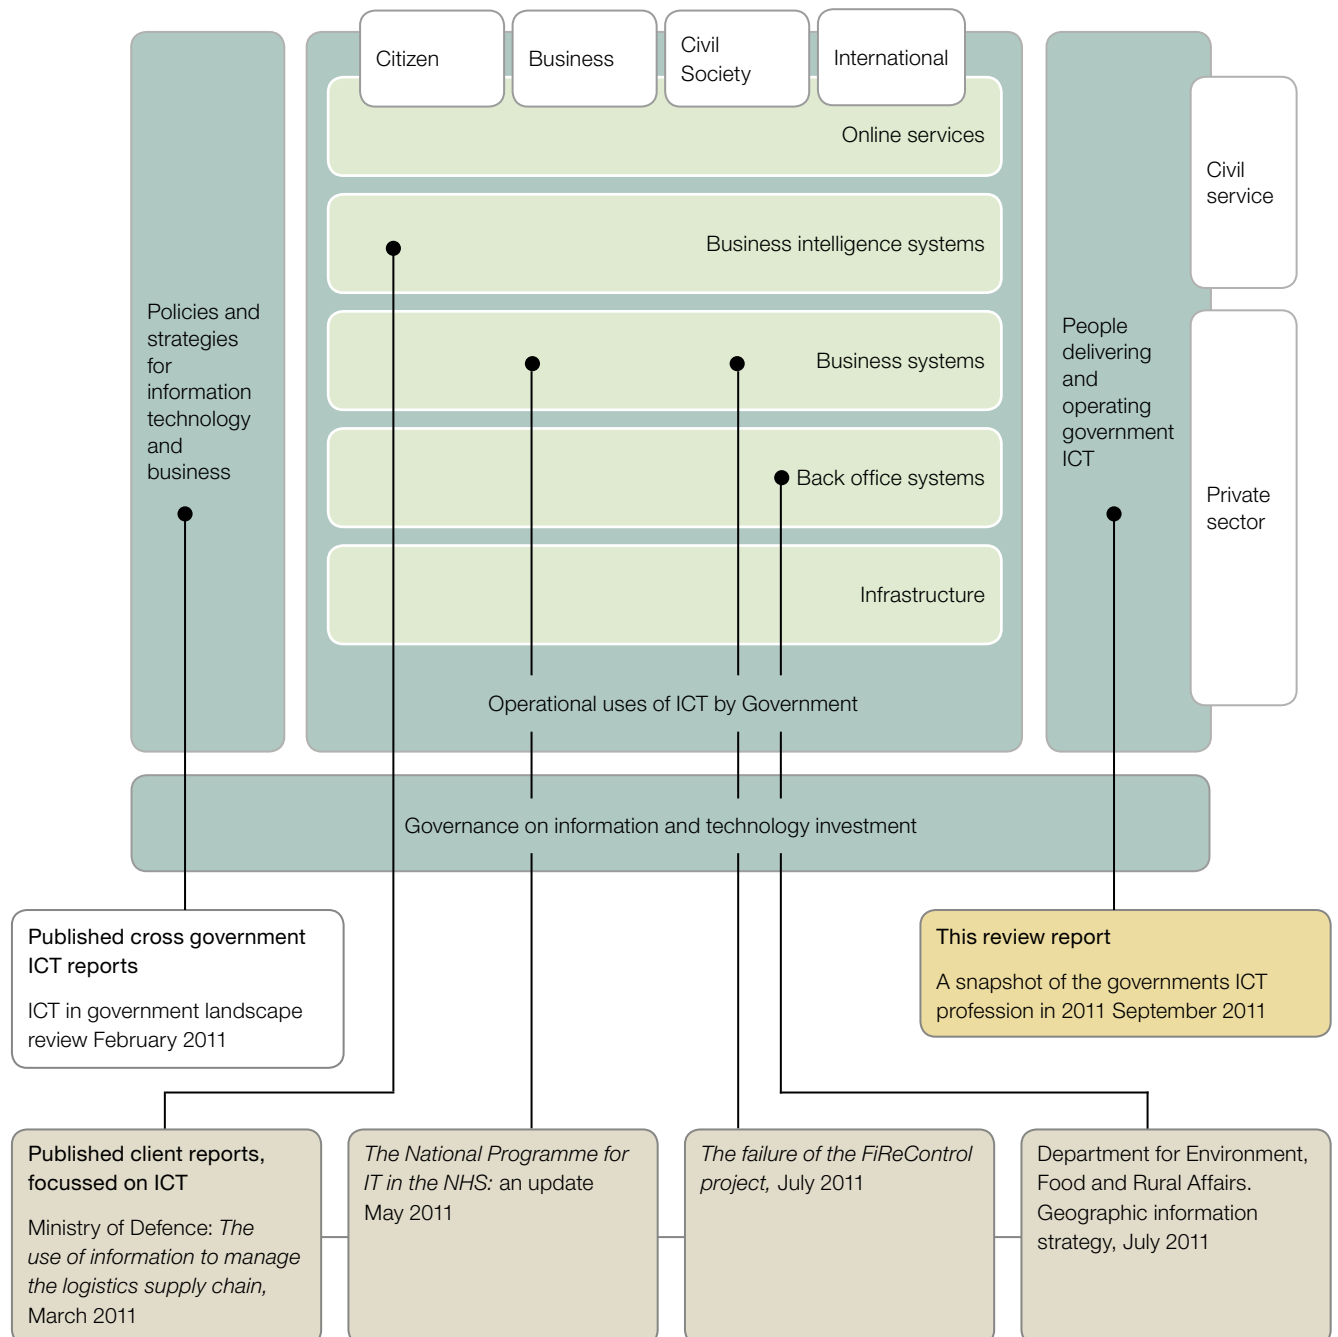 Citizen
Business
Civil
Society
International
Online services
Business intelligence systems
Business systems
Back office systems
Infrastructure
Operational uses of ICT by Government
Policies and
strategies
for
information
technology
and
business
People
delivering
and
operating
government
ICT
Civil
service
Private
sector
Governance on information and technology investment
Published cross government
ICT reports
ICT in government landscape
review February 2011
This review report
A snapshot of the governments ICT
profession in 2011 September 2011
Published client reports,
focussed on ICT
Ministry of Defence: The
use of information to manage
the logistics supply chain,
March 2011
The National Programme for
IT in the NHS: an update
May 2011
The failure of the FiReControl
project, July 2011
Department for Environment,
Food and Rural Affairs.
Geographic information
strategy, July 2011